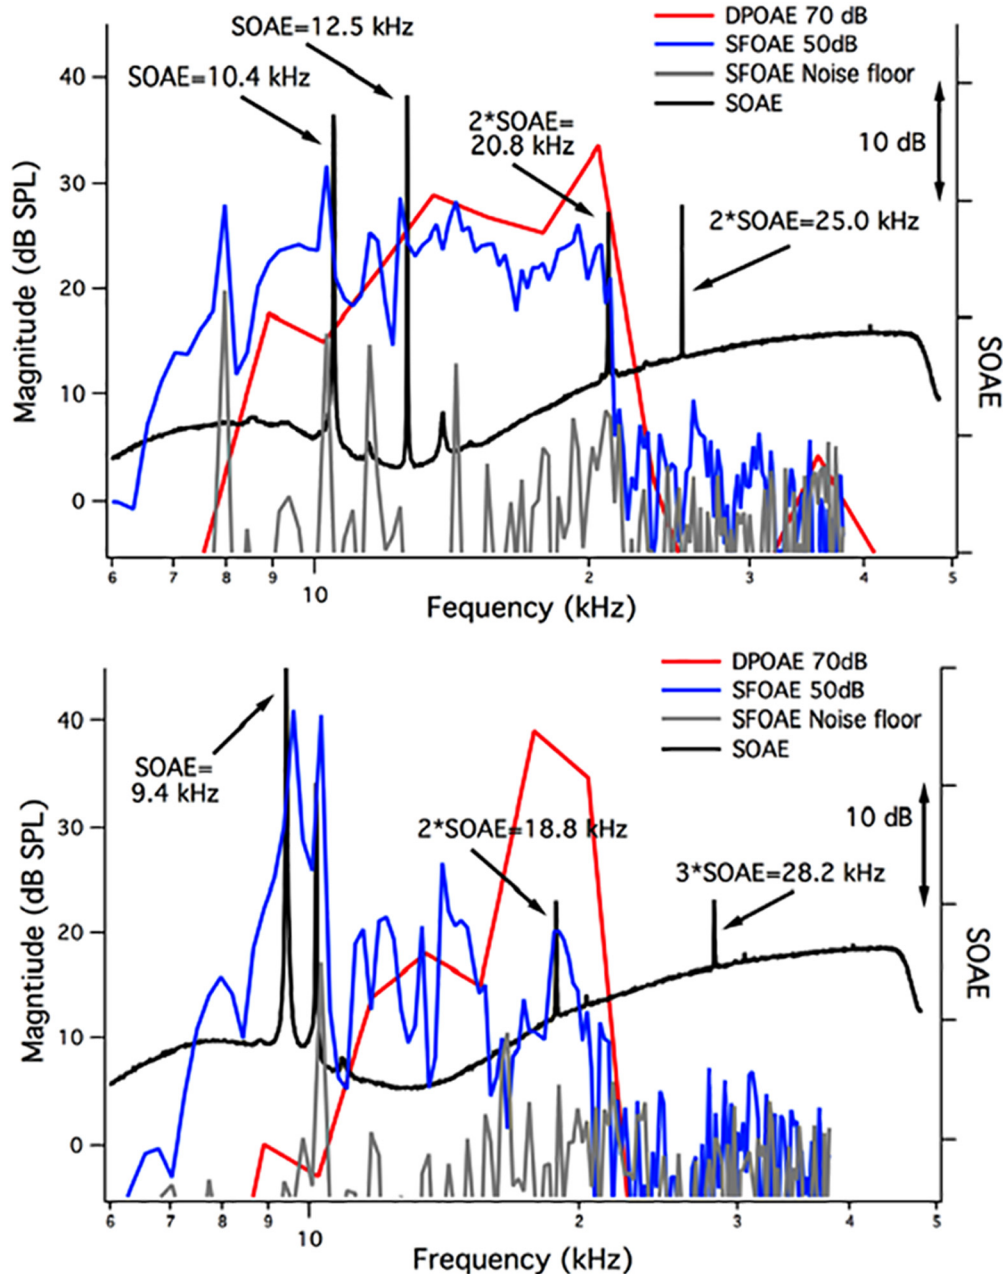 SOAE=12.5 kHz
SOAE=10.4 kHz
2*SOAE=
20.8 kHz
2*SOAE=25.0 kHz
DPOAE 70 dB
SFOAE 50dB
SFOAE Noise floor
SOAE
10 dB
Magnitude (dB SPL)
40
30
20
10
0
SOAE
6 7 8 9 10 2 3 4 5
Fequency (kHz)
DPOAE 70dB
SFOAE 50dB
SFOAE Noise floor
SOAE
SOAE=
9.4 kHz
2*SOAE=18.8 kHz
3*SOAE=28.2 kHz
10 dB
Magntiude (dB SPL)
40
30
20
10
0
SOAE
6 7 8 9 10 2 3 4 5
Frequency (kHz)